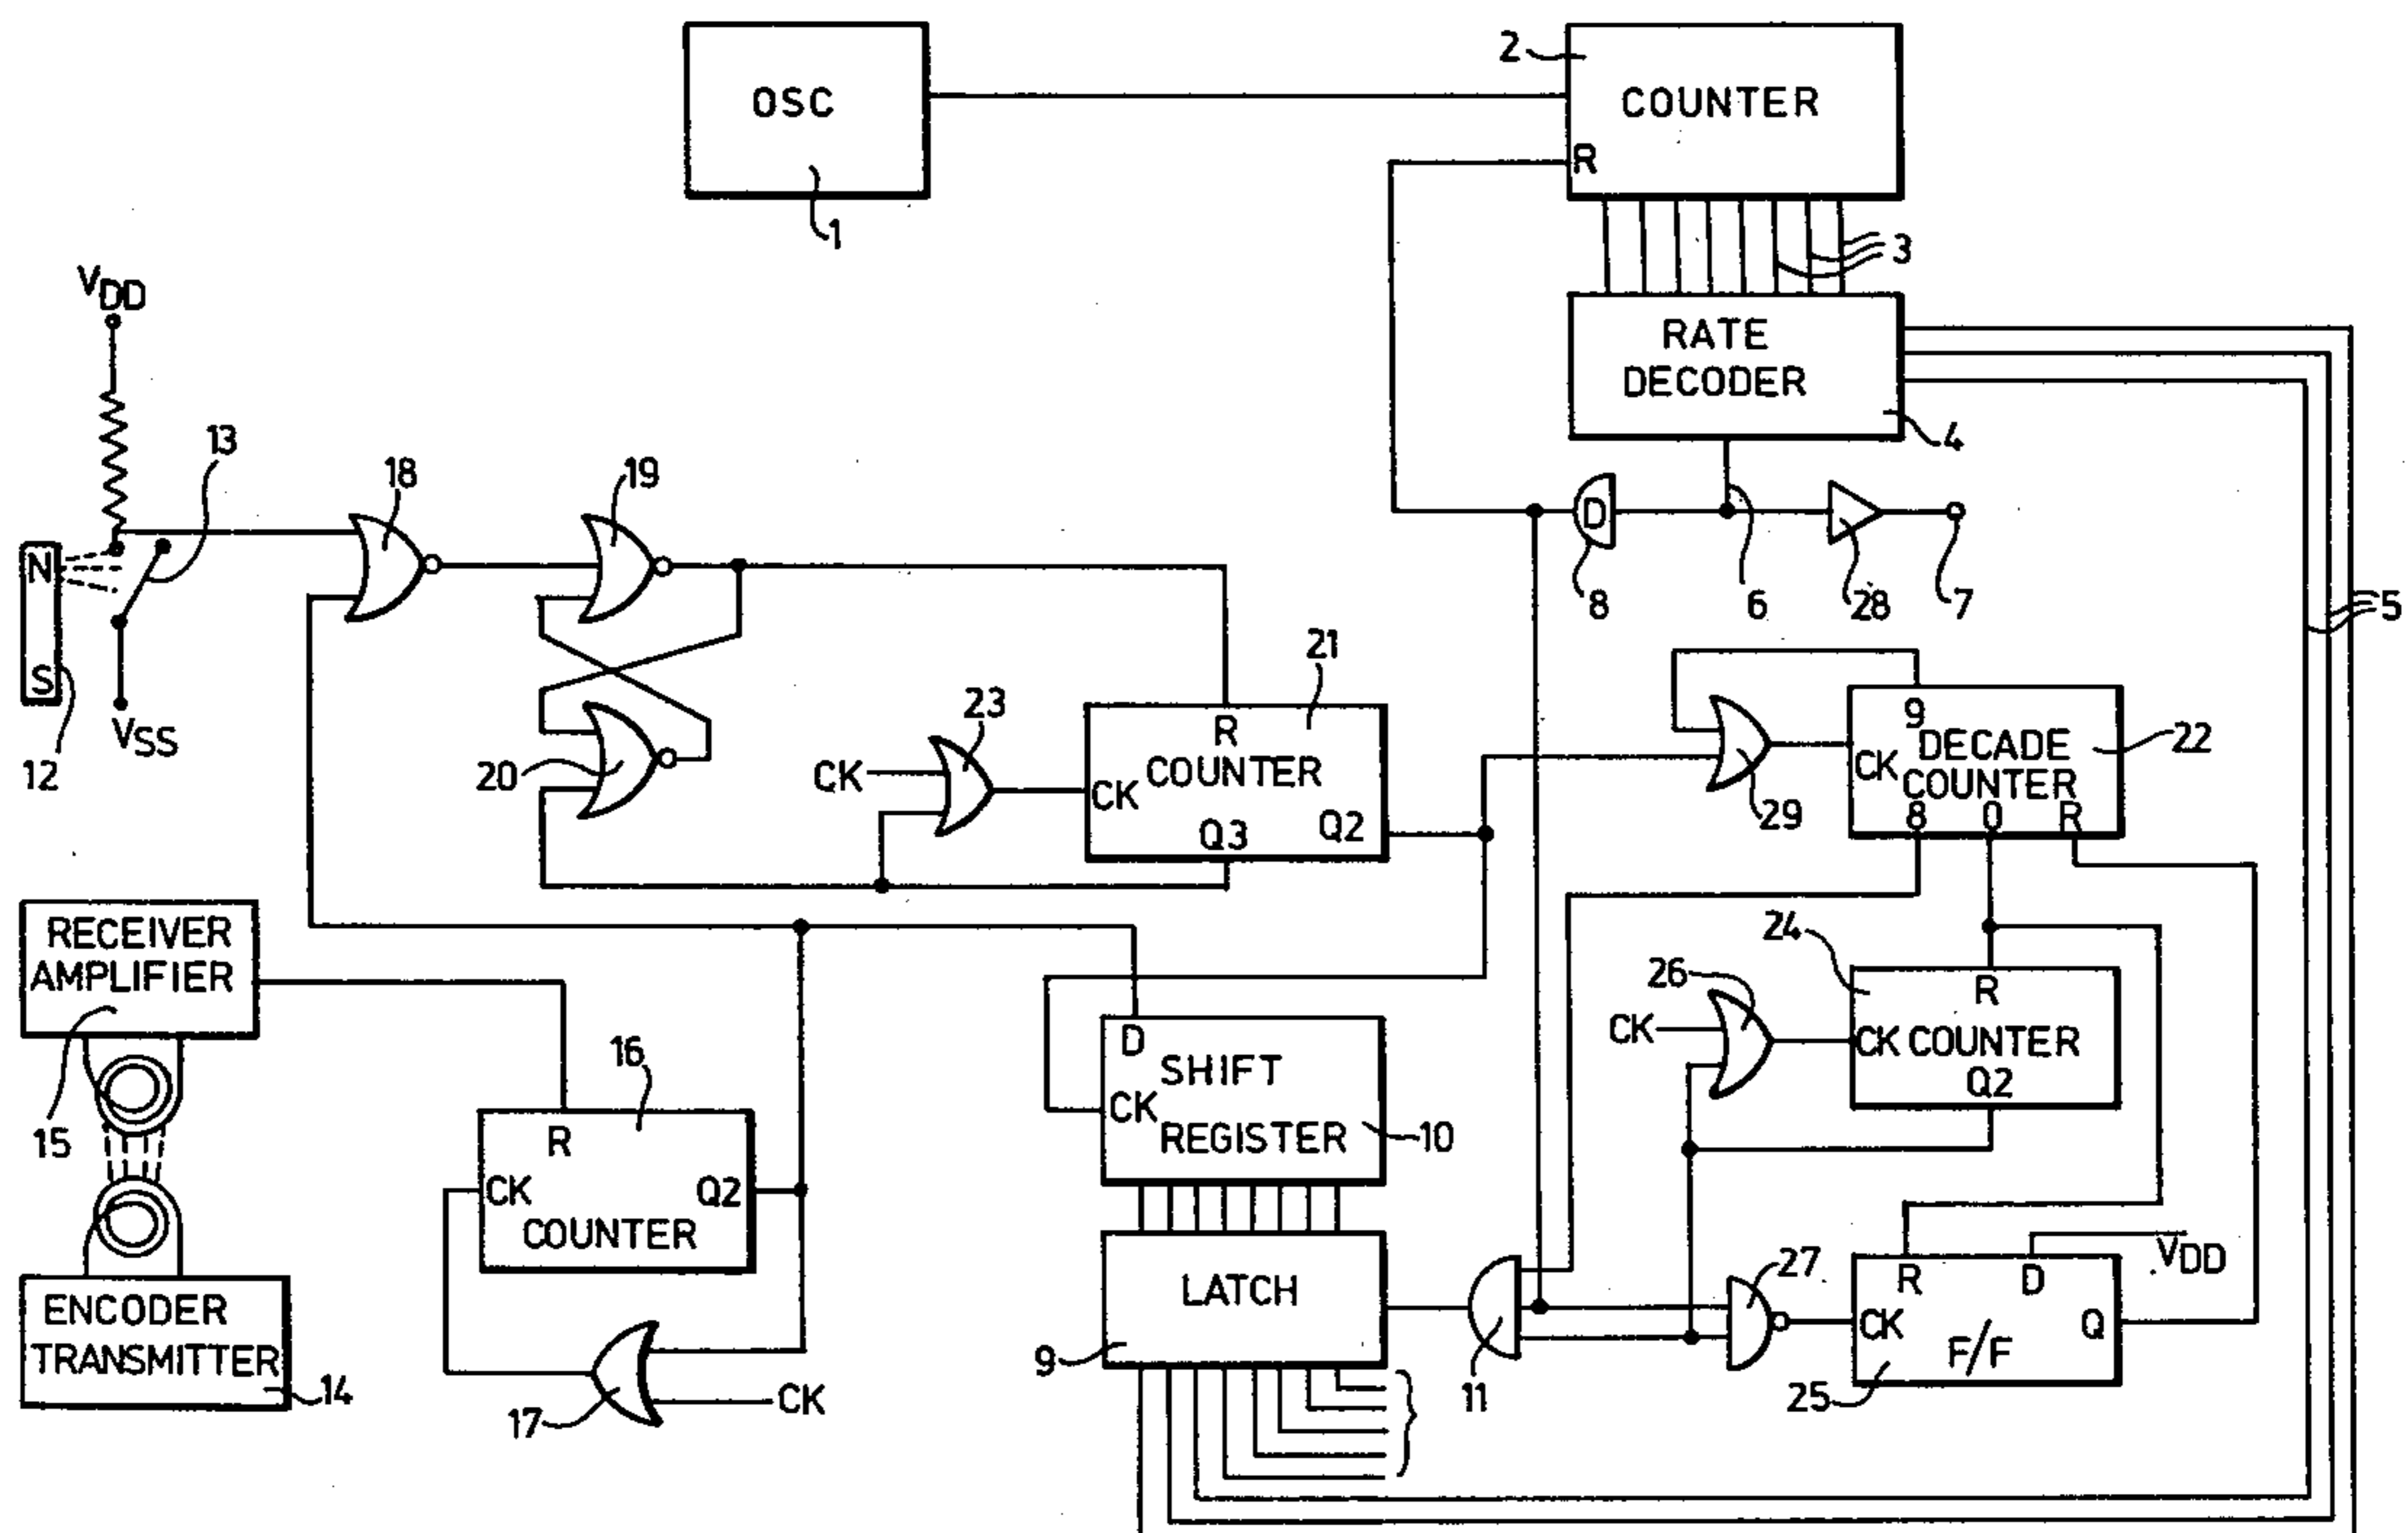 OSC
1
2
COUNTER
R
3
RATE
DECODER
4
5
D
8
6
28
7
VDD
13
N
S
12
VSS
18
19
20
23
CK
21
R
COUNTER
CK
Q3
Q2
29
9
DECADE
COUNTER
CK
8
0
R
22
RECEIVER
AMPLIFIER
15
ENCODER
TRANSMITTER
14
16
R
CK
Q2
COUNTER
17
CK
D
SHIFT
CK
REGISTER
10
LATCH
9
11
24
26
CK
R
CK COUNTER
Q2
27
R
D
VDD
CK
Q
F/F
25